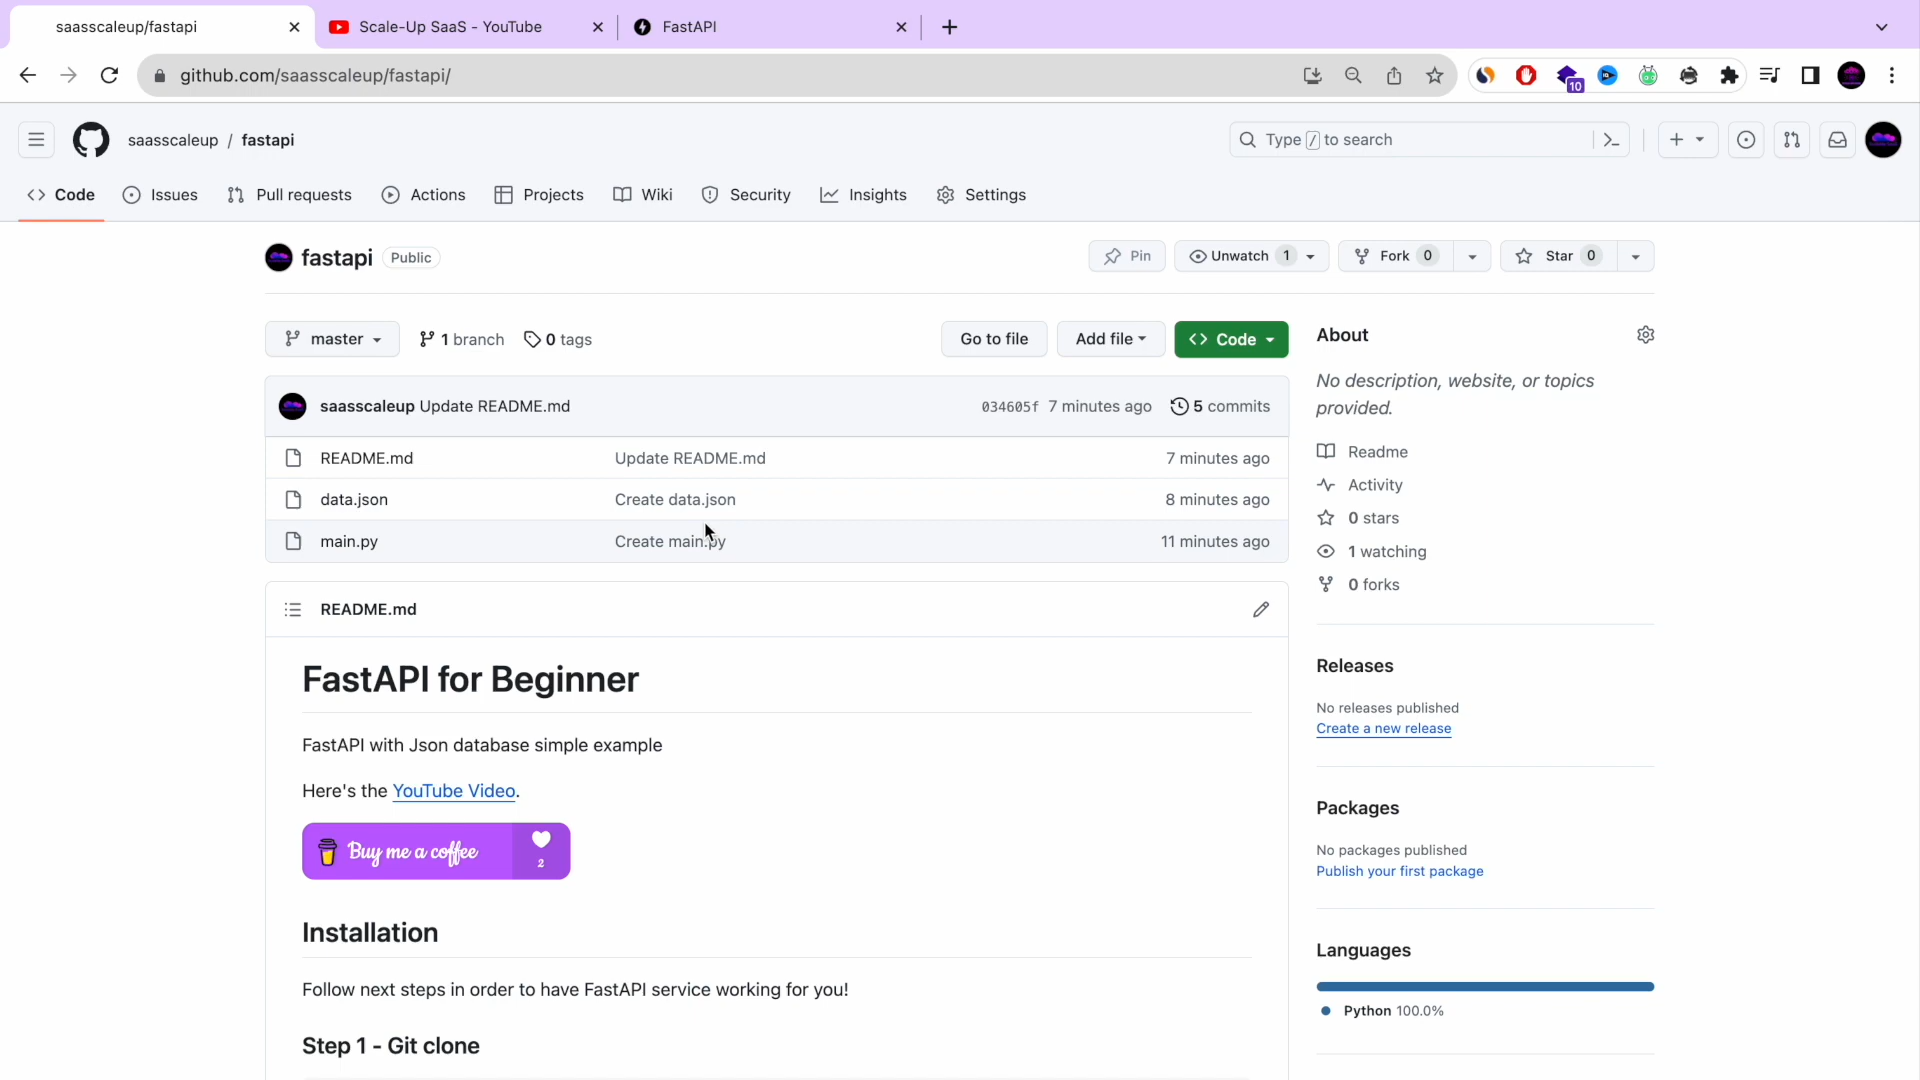 saasscaleup/fastapi
Scale-Up SaaS - YouTube
FastAPI
github.com/saasscaleup/fastapi/
10
saasscaleup / fastapi
Type / to search
Code
Issues
Pull requests
Actions
Projects
Wiki
Security
Insights
Settings
fastapi Public
Pin
Unwatch 1
Fork 0
Star 0
master
1 branch
0 tags
Go to file
Add file
Code
saasscaleup Update README.md
034605f 7 minutes ago
5 commits
README.md Update README.md 7 minutes ago
data.json Create data.json 8 minutes ago
main.py Create main.py 11 minutes ago
README.md
FastAPI for Beginner
FastAPI with Json database simple example
Here's the YouTube Video.
Buy me a coffee 2
Installation
Follow next steps in order to have FastAPI service working for you!
Step 1 - Git clone
About
No description, website, or topics
provided.
Readme
Activity
0 stars
1 watching
0 forks
Releases
No releases published
Create a new release
Packages
No packages published
Publish your first package
Languages
Python 100.0%